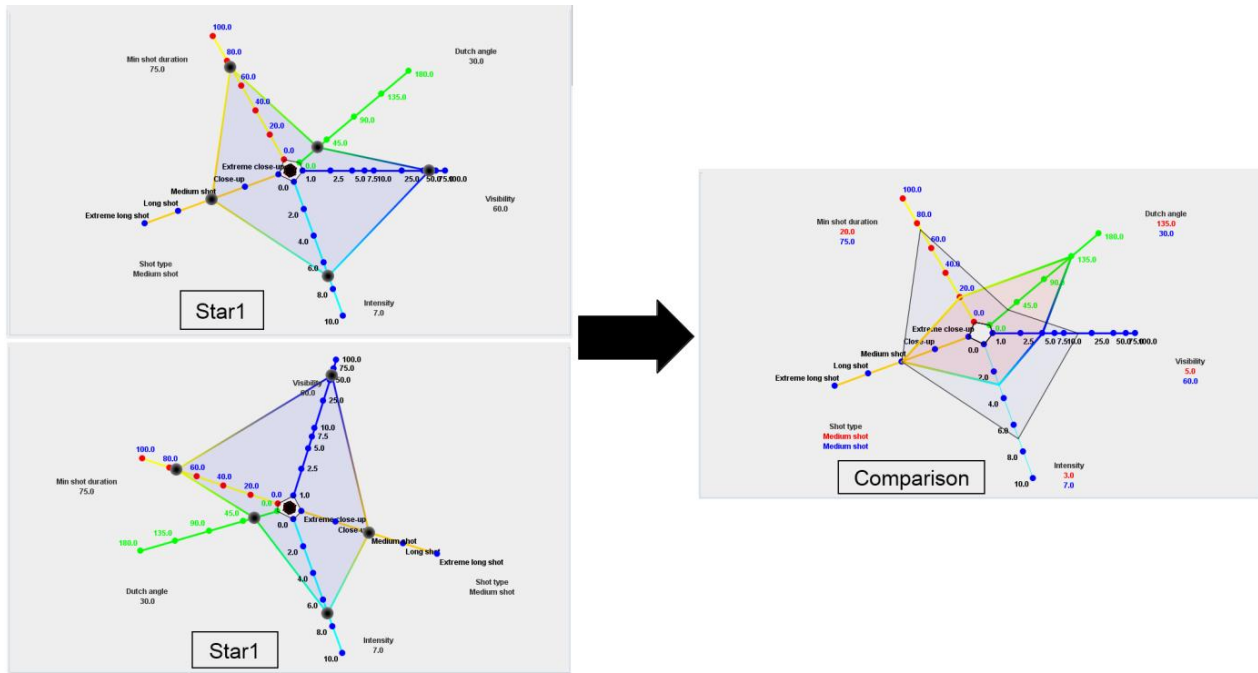 100.0
80.0
Min shot duration
75.0
60.0
40.0
20.0
0.0
Dutch angle
30.0
180.0
135.0
90.0
45.0
0.0
Extreme close-up
Close-up
Medium shot
Long shot
Extreme long shot
1.0 2.5 5.0 7.5 10.0 25.0 50.0 75.0 100.0
Visibility
60.0
0.0
2.0
4.0
6.0
8.0
10.0
Shot type
Medium shot
Intensity
7.0
Star1
100.0
75.0
50.0
Visibility
60.0
25.0
10.0
7.5
5.0
2.5
1.0
100.0
80.0
60.0
40.0
20.0
0.0
Min shot duration
75.0
0.0
45.0
90.0
135.0
180.0
Extreme close-up
Close-up
Medium shot
Long shot
Extreme long shot
Shot type
Medium shot
Dutch angle
30.0
0.0
2.0
4.0
6.0
8.0
10.0
Intensity
7.0
Star1
100.0
80.0
Min shot duration
20.0
75.0
60.0
40.0
20.0
0.0
Dutch angle
135.0
30.0
180.0
135.0
90.0
45.0
0.0
Extreme close-up
Close-up
Medium shot
Long shot
Extreme long shot
1.0 2.5 5.0 7.5 10.0 25.0 50.0 75.0 100.0
Visibility
5.0
60.0
0.0
2.0
4.0
6.0
8.0
10.0
Shot type
Medium shot
Medium shot
Intensity
3.0
7.0
Comparison